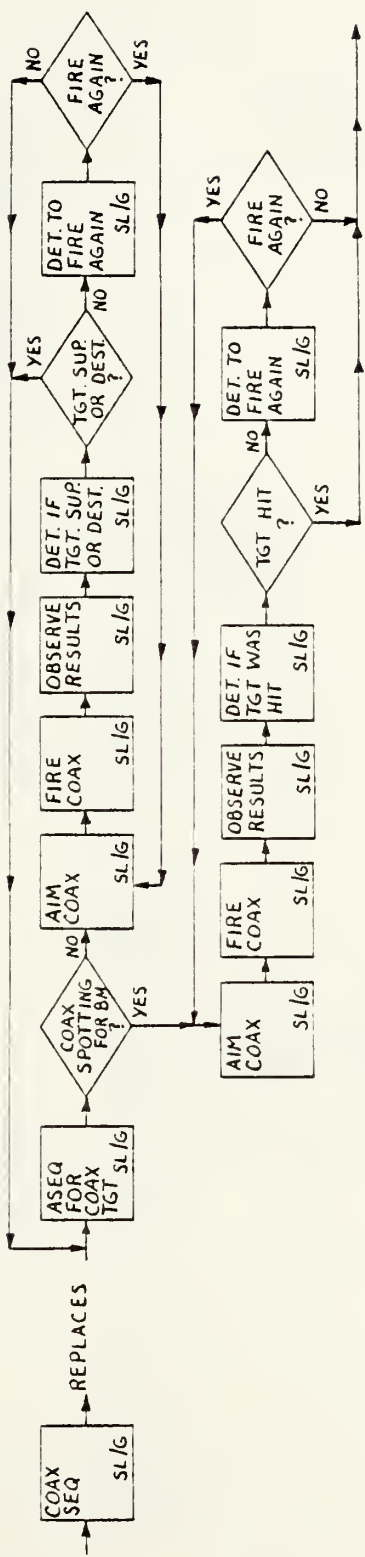 COAX
SEQ
SL/G
REPLACES
ASEQ
FOR
COAX
TGT
SL/G
COAX
SPOTTING
FOR BM
?
NO
YES
AIM
COAX
SL/G
FIRE
COAX
SL/G
OBSERVE
RESULTS
SL/G
DET. IF
TGT. SUP.
OR DEST.
SL/G
TGT. SUP.
OR DEST.
?
YES
NO
DET. TO
FIRE
AGAIN
SL/G
FIRE
AGAIN
?
NO
YES
AIM
COAX
SL/G
FIRE
COAX
SL/G
OBSERVE
RESULTS
SL/G
DET. IF
TGT WAS
HIT
SL/G
TGT HIT
?
NO
YES
DET. TO
FIRE
AGAIN
SL/G
FIRE
AGAIN
?
YES
NO